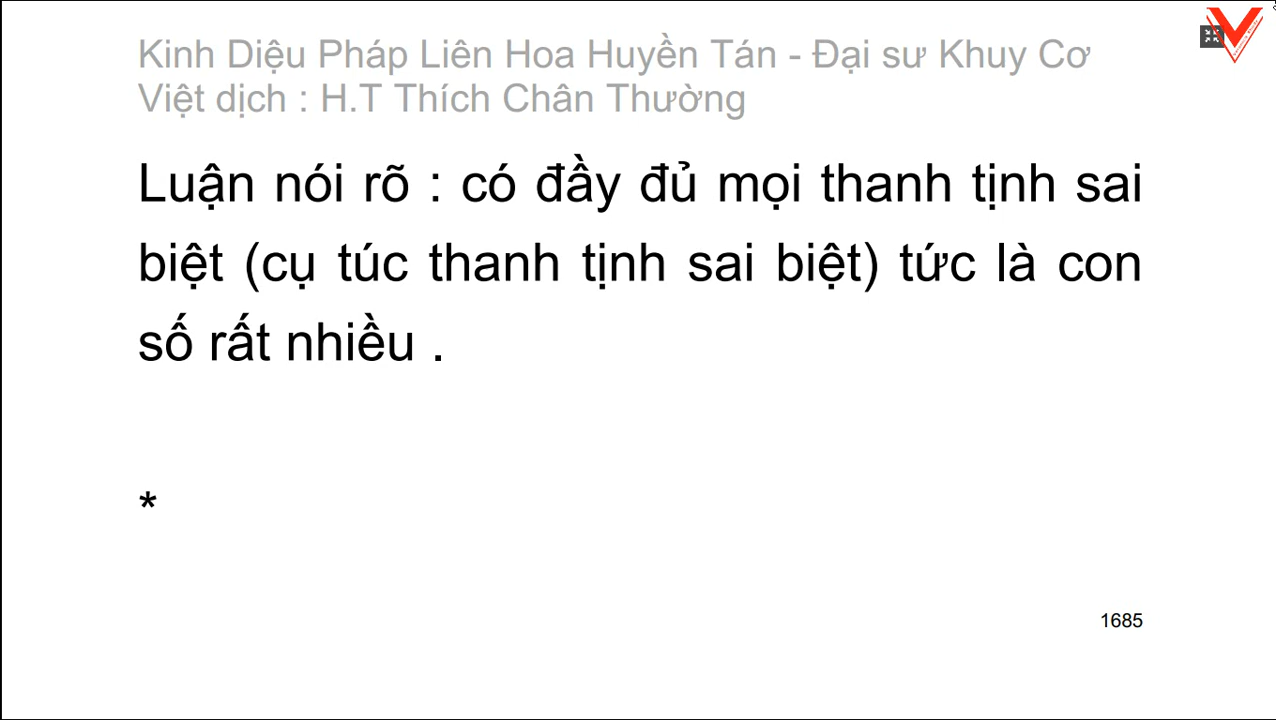 Kinh Diệu Pháp Liên Hoa Huyền Tán - Đại sư Khuy Cơ
Việt dịch : H.T Thích Chân Thường
Luận nói rõ : có đầy đủ mọi thanh tịnh sai
biệt (cụ túc thanh tịnh sai biệt) tức là con
số rất nhiều .
*
1685